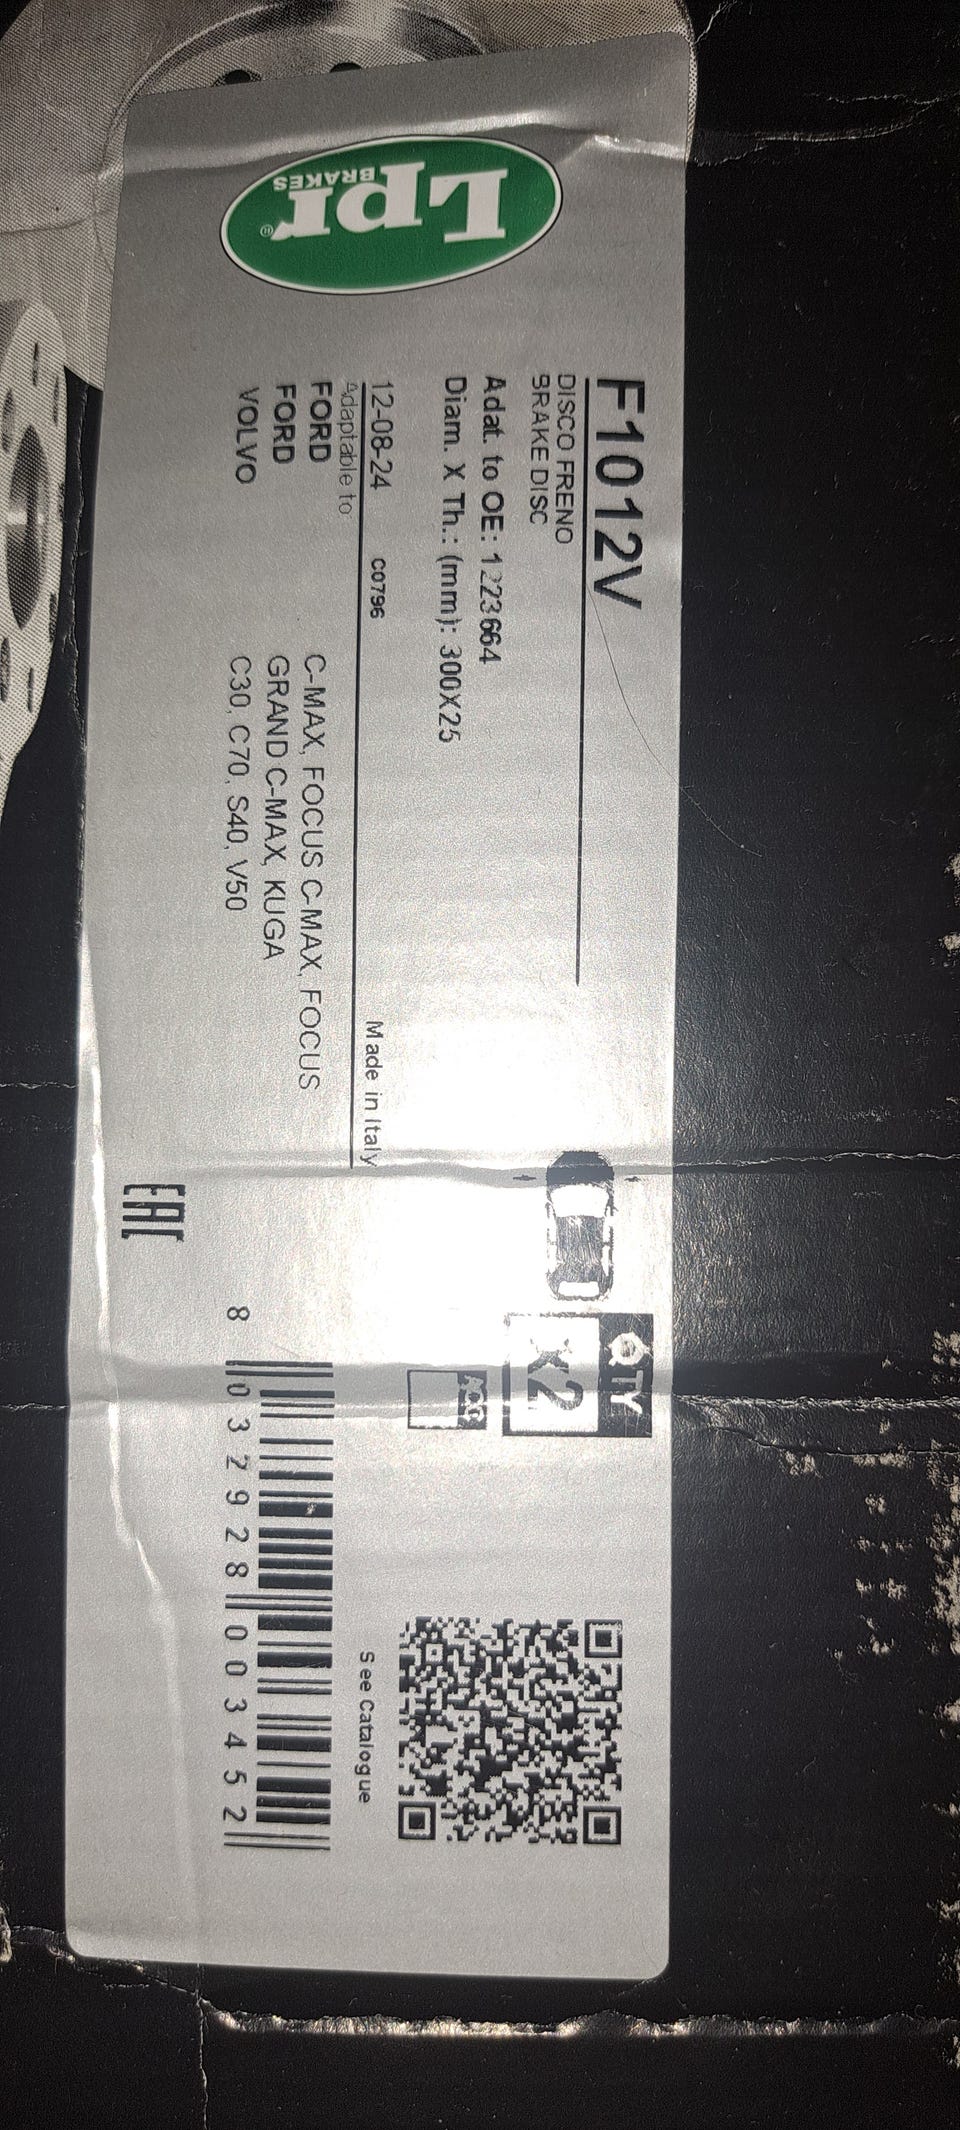 Lpr®
BRAKES
F1012V
DISCO FRENO
BRAKE DISC
Adat. to OE: 1223664
Diam. X Th.: (mm): 300X25
12-08-24 C0796 Made in Italy
Adaptable to:
FORD C-MAX, FOCUS C-MAX, FOCUS
FORD GRAND C-MAX, KUGA
VOLVO C30, C70, S40, V50
QTY
X2
ACC
See Catalogue
8 032928 003452
EAC